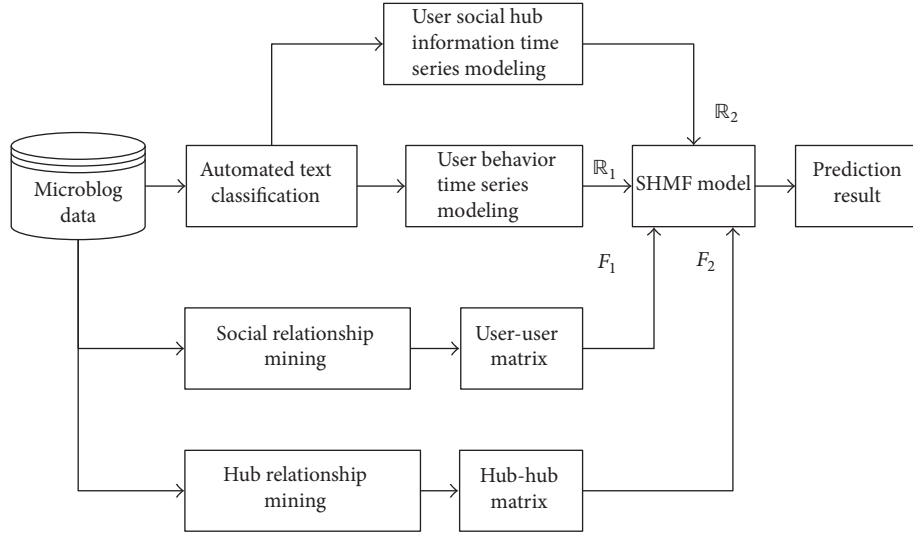 User social hub
information time
series modeling
ℝ₂
Microblog
data
Automated text
classification
User behavior
time series
modeling
ℝ₁
SHMF model
Prediction
result
F₁
F₂
Social relationship
mining
User-user
matrix
Hub relationship
mining
Hub-hub
matrix